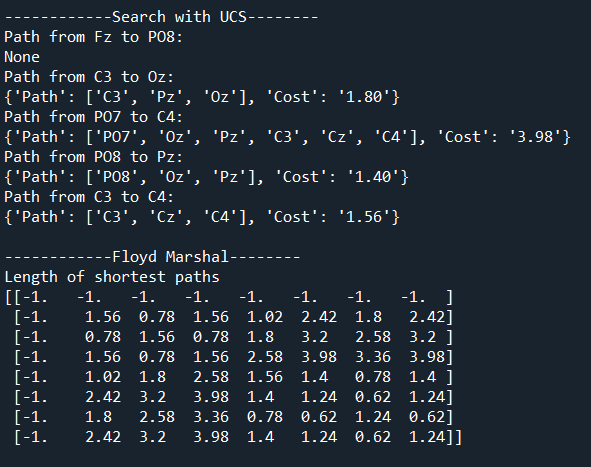 ------------Search with UCS--------
Path from Fz to PO8:
None
Path from C3 to Oz:
{'Path': ['C3', 'Pz', 'Oz'], 'Cost': '1.80'}
Path from PO7 to C4:
{'Path': ['PO7', 'Oz', 'Pz', 'C3', 'Cz', 'C4'], 'Cost': '3.98'}
Path from PO8 to Pz:
{'Path': ['PO8', 'Oz', 'Pz'], 'Cost': '1.40'}
Path from C3 to C4:
{'Path': ['C3', 'Cz', 'C4'], 'Cost': '1.56'}
------------Floyd Marshal--------
Length of shortest paths
[[-1.   -1.   -1.   -1.   -1.   -1.   -1.   -1.  ]
 [-1.    1.56  0.78  1.56  1.02  2.42  1.8   2.42]
 [-1.    0.78  1.56  0.78  1.8   3.2   2.58  3.2 ]
 [-1.    1.56  0.78  1.56  2.58  3.98  3.36  3.98]
 [-1.    1.02  1.8   2.58  1.56  1.4   0.78  1.4 ]
 [-1.    2.42  3.2   3.98  1.4   1.24  0.62  1.24]
 [-1.    1.8   2.58  3.36  0.78  0.62  1.24  0.62]
 [-1.    2.42  3.2   3.98  1.4   1.24  0.62  1.24]]